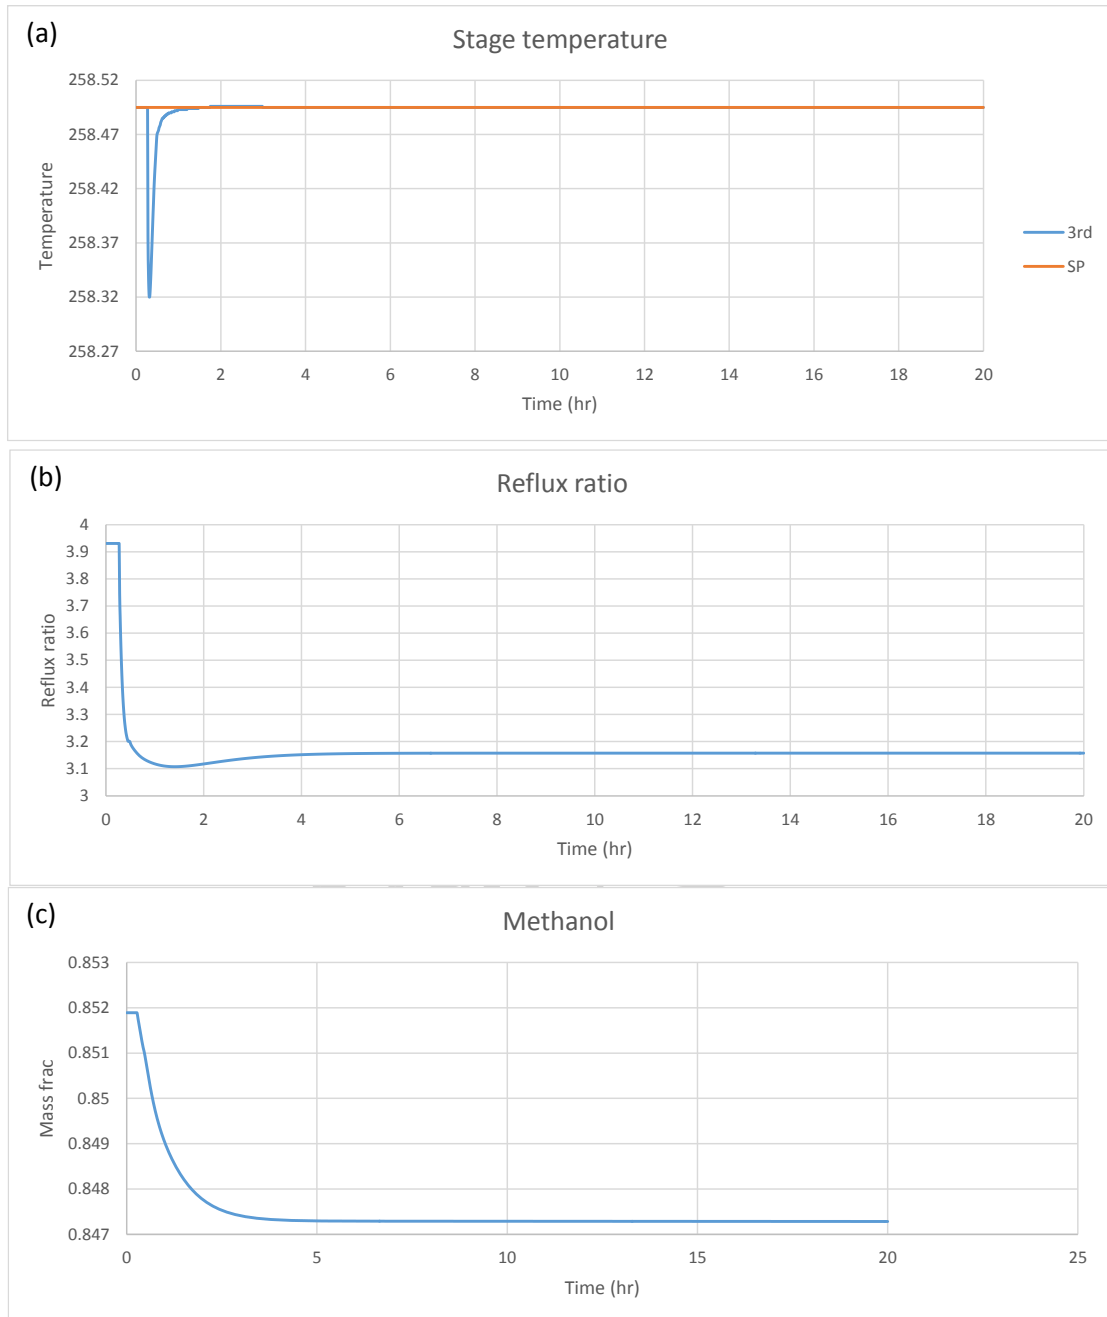 (a)
Stage temperature
258.52
258.47
258.42
258.37
258.32
258.27
Temperature
0 2 4 6 8 10 12 14 16 18 20
Time (hr)
3rd
SP
(b)
Reflux ratio
4
3.9
3.8
3.7
3.6
3.5
3.4
3.3
3.2
3.1
3
Reflux ratio
0 2 4 6 8 10 12 14 16 18 20
Time (hr)
(c)
Methanol
0.853
0.852
0.851
0.85
0.849
0.848
0.847
Mass frac
0 5 10 15 20 25
Time (hr)